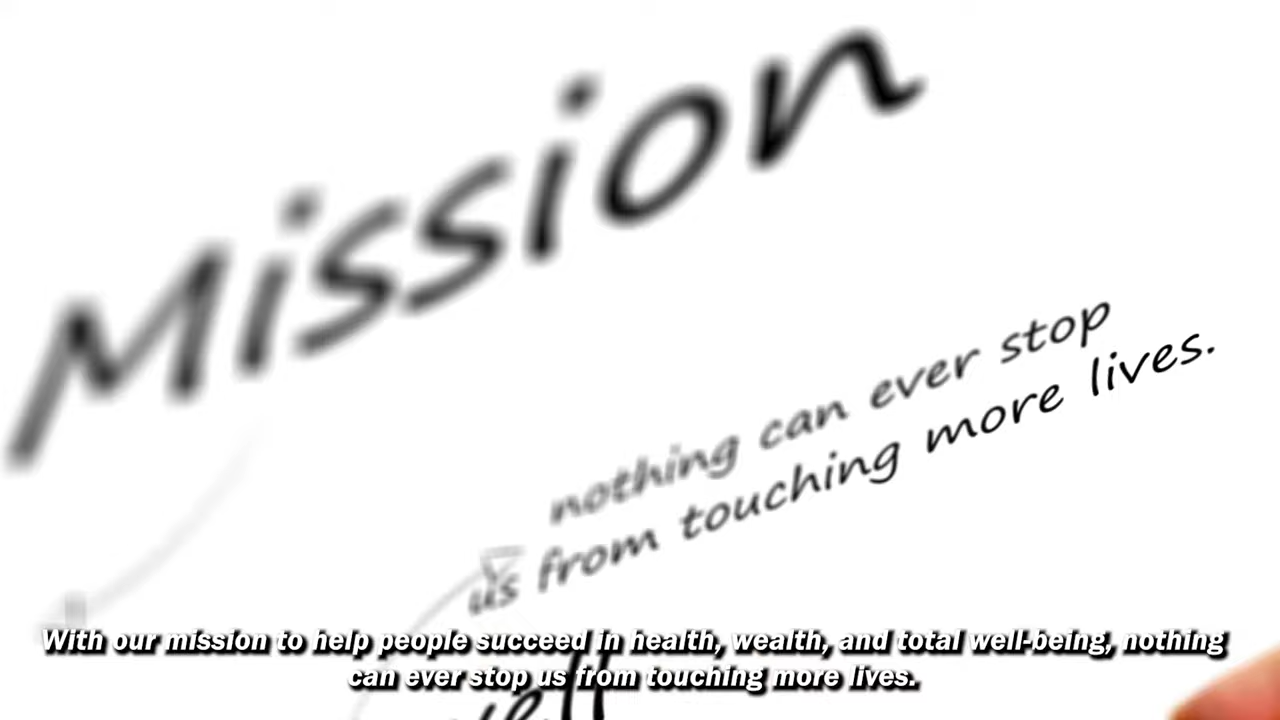 Mission
nothing can ever stop
us from touching more lives.
With our mission to help people succeed in health, wealth, and total well-being, nothing
can ever stop us from touching more lives.